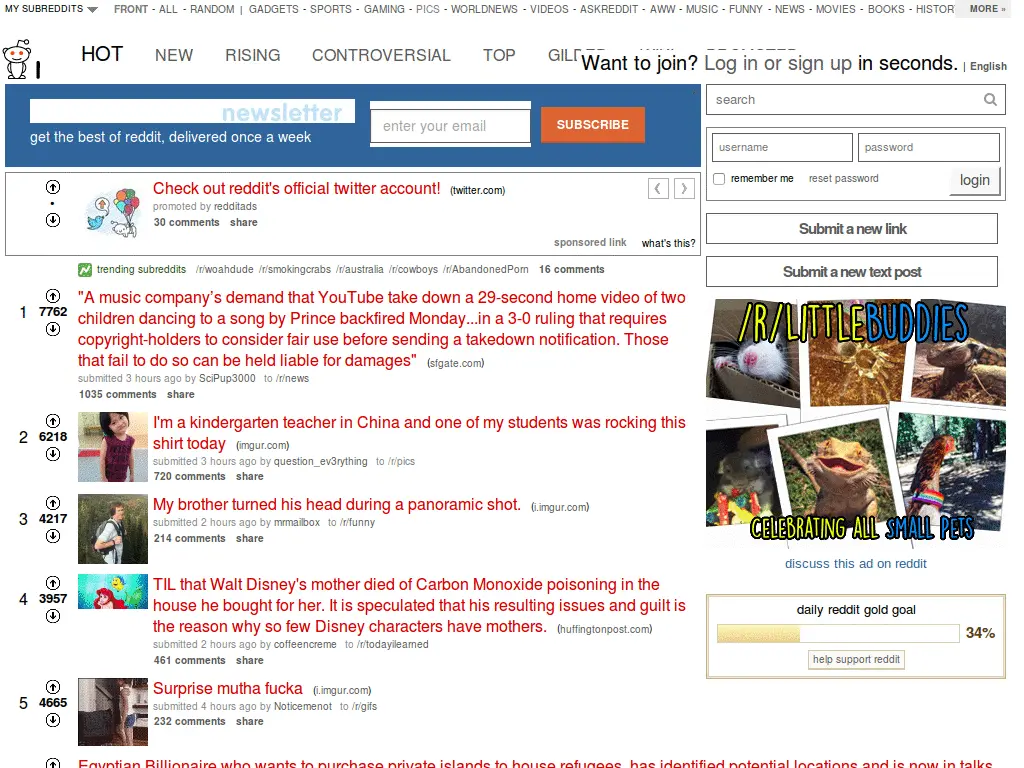 MY SUBREDDITS FRONT - ALL - RANDOM | GADGETS - SPORTS - GAMING - PICS - WORLDNEWS - VIDEOS - ASKREDDIT - AWW - MUSIC - FUNNY - NEWS - MOVIES - BOOKS - HISTOR MORE »
HOT NEW RISING CONTROVERSIAL TOP
Want to join? Log in or sign up in seconds. | English
newsletter
get the best of reddit, delivered once a week
enter your email
SUBSCRIBE
search
username password
remember me reset password login
Check out reddit's official twitter account! (twitter.com)
promoted by redditads
30 comments share
sponsored link what's this?
Submit a new link
Submit a new text post
trending subreddits /r/woahdude /r/smokingcrabs /r/australia /r/cowboys /r/AbandonedPorn 16 comments
1 7762
"A music company's demand that YouTube take down a 29-second home video of two
children dancing to a song by Prince backfired Monday...in a 3-0 ruling that requires
copyright-holders to consider fair use before sending a takedown notification. Those
that fail to do so can be held liable for damages" (sfgate.com)
submitted 3 hours ago by SciPup3000 to /r/news
1035 comments share
2 6218
I'm a kindergarten teacher in China and one of my students was rocking this
shirt today (imgur.com)
submitted 3 hours ago by question_ev3rything to /r/pics
720 comments share
3 4217
My brother turned his head during a panoramic shot. (i.imgur.com)
submitted 2 hours ago by mrmailbox to /r/funny
214 comments share
4 3957
TIL that Walt Disney's mother died of Carbon Monoxide poisoning in the
house he bought for her. It is speculated that his resulting issues and guilt is
the reason why so few Disney characters have mothers. (huffingtonpost.com)
submitted 2 hours ago by coffeencreme to /r/todayilearned
461 comments share
5 4665
Surprise mutha fucka (i.imgur.com)
submitted 4 hours ago by Noticemenot to /r/gifs
232 comments share
Egyptian Billionaire who wants to purchase private islands to house refugees, has identified potential locations and is now in talks
/R/LITTLEBUDDIES
CELEBRATING ALL SMALL PETS
discuss this ad on reddit
daily reddit gold goal
34%
help support reddit